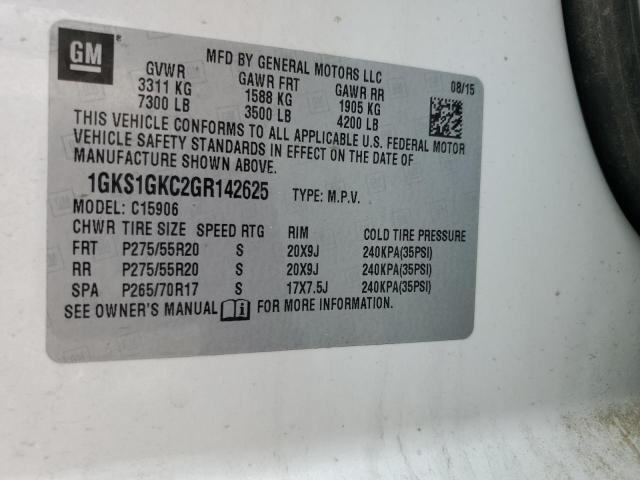 GM ®
MFD BY GENERAL MOTORS LLC 08/15
GVWR GAWR FRT GAWR RR
3311 KG 1588 KG 1905 KG
7300 LB 3500 LB 4200 LB
THIS VEHICLE CONFORMS TO ALL APPLICABLE U.S. FEDERAL MOTOR
VEHICLE SAFETY STANDARDS IN EFFECT ON THE DATE OF
MANUFACTURE SHOWN ABOVE.
1GKS1GKC2GR142625 TYPE: M.P.V.
MODEL: C15906
CHWR TIRE SIZE SPEED RTG RIM COLD TIRE PRESSURE
FRT P275/55R20 S 20X9J 240KPA(35PSI)
RR P275/55R20 S 20X9J 240KPA(35PSI)
SPA P265/70R17 S 17X7.5J 240KPA(35PSI)
SEE OWNER'S MANUAL i FOR MORE INFORMATION.